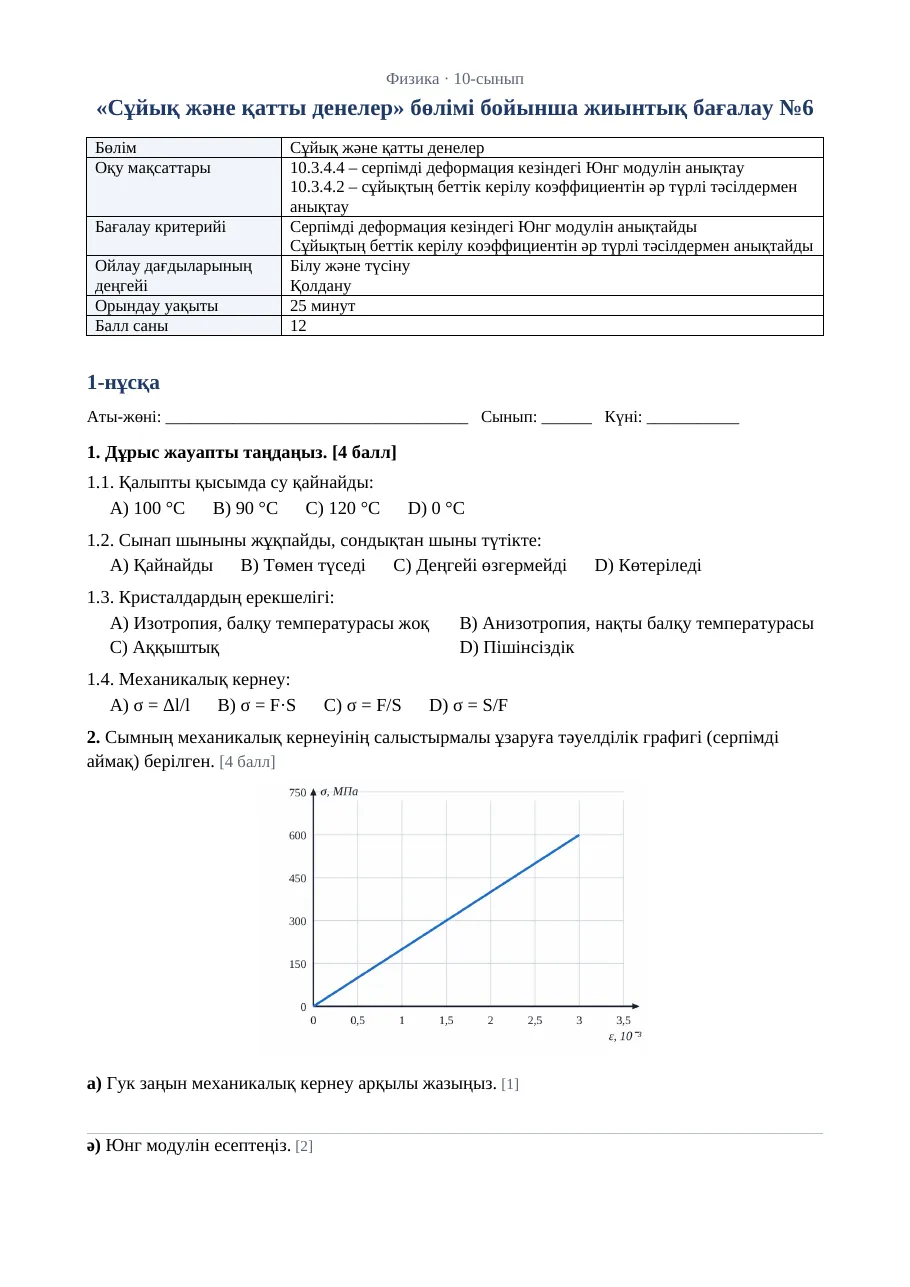 Физика · 10-сынып
«Сұйық және қатты денелер» бөлімі бойынша жиынтық бағалау №6
Бөлім Сұйық және қатты денелер
Оқу мақсаттары 10.3.4.4 – серпімді деформация кезіндегі Юнг модулін анықтау
10.3.4.2 – сұйықтың беттік керілу коэффициентін әр түрлі тәсілдермен
анықтау
Бағалау критерийі Серпімді деформация кезіндегі Юнг модулін анықтайды
Сұйықтың беттік керілу коэффициентін әр түрлі тәсілдермен анықтайды
Ойлау дағдыларының Білу және түсіну
деңгейі Қолдану
Орындау уақыты 25 минут
Балл саны 12
1-нұсқа
Аты-жөні: ____________________________________ Сынып: ______ Күні: ___________
1. Дұрыс жауапты таңдаңыз. [4 балл]
1.1. Қалыпты қысымда су қайнайды:
A) 100 °C B) 90 °C C) 120 °C D) 0 °C
1.2. Сынап шыныны жұқпайды, сондықтан шыны түтікте:
A) Қайнайды B) Төмен түседі C) Деңгейі өзгермейді D) Көтеріледі
1.3. Кристалдардың ерекшелігі:
A) Изотропия, балқу температурасы жоқ B) Анизотропия, нақты балқу температурасы
C) Аққыштық D) Пішінсіздік
1.4. Механикалық кернеу:
A) σ = Δl/l B) σ = F·S C) σ = F/S D) σ = S/F
2. Сымның механикалық кернеуінің салыстырмалы ұзаруға тәуелділік графигі (серпімді
аймақ) берілген. [4 балл]
750 σ, МПа
600
450
300
150
0
0 0,5 1 1,5 2 2,5 3 3,5
ε, 10⁻³
а) Гук заңын механикалық кернеу арқылы жазыңыз. [1]
ә) Юнг модулін есептеңіз. [2]